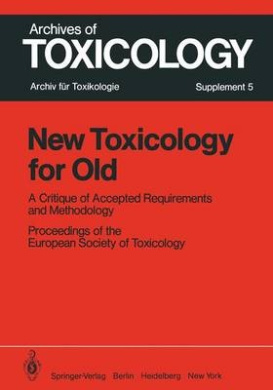 Archives of
TOXICOLOGY
Archiv für Toxikologie Supplement 5
New Toxicology
for Old
A Critique of Accepted Requirements
and Methodology
Proceedings of the
European Society of Toxicology
Springer-Verlag Berlin Heidelberg New York